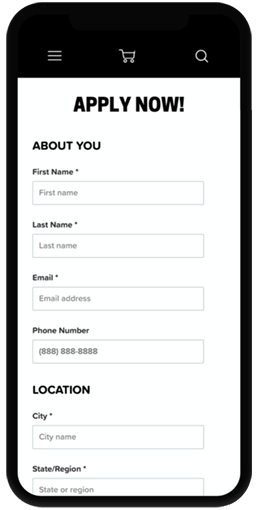 APPLY NOW!
ABOUT YOU
First Name *
First name
Last Name *
Last name
Email *
Email address
Phone Number
(888) 888-8888
LOCATION
City *
City name
State/Region *
State or region